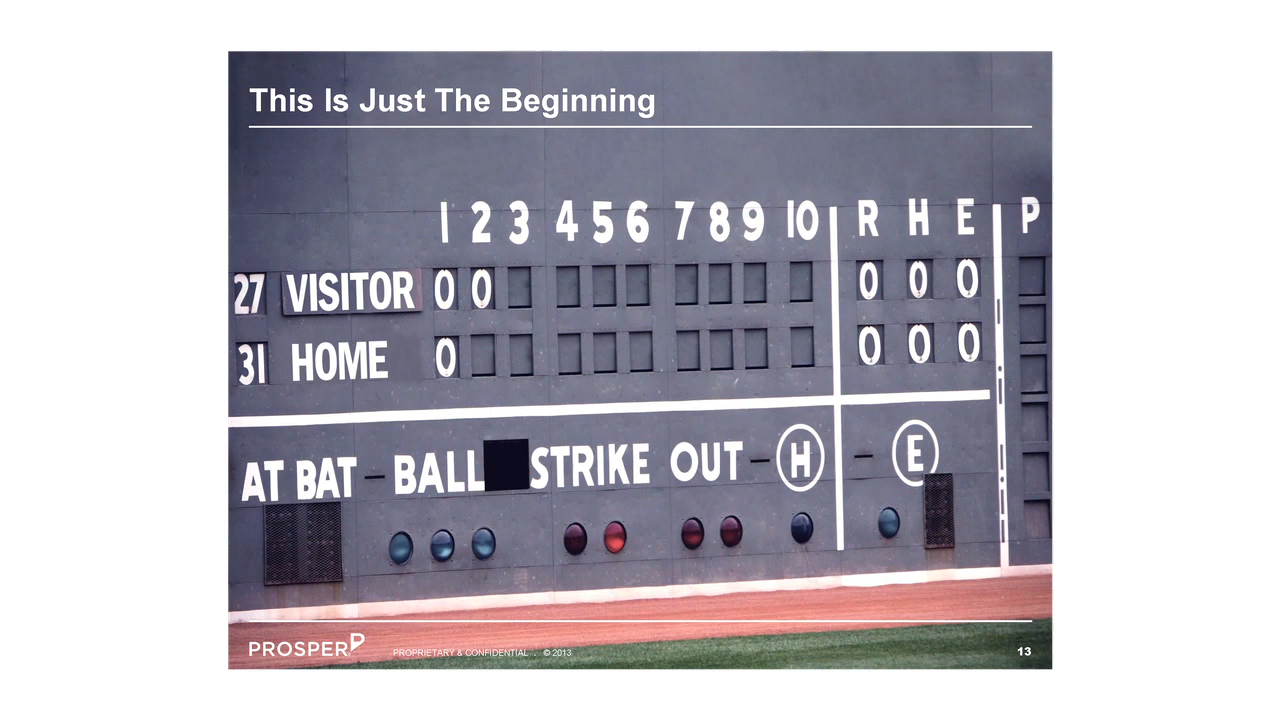 This Is Just The Beginning
1 2 3 4 5 6 7 8 9 10 R H E P
27 VISITOR 0 0 0 0 0
31 HOME 0 0 0 0
AT BAT - BALL STRIKE OUT - H - E
PROSPER PROPRIETARY & CONFIDENTIAL . © 2013 13